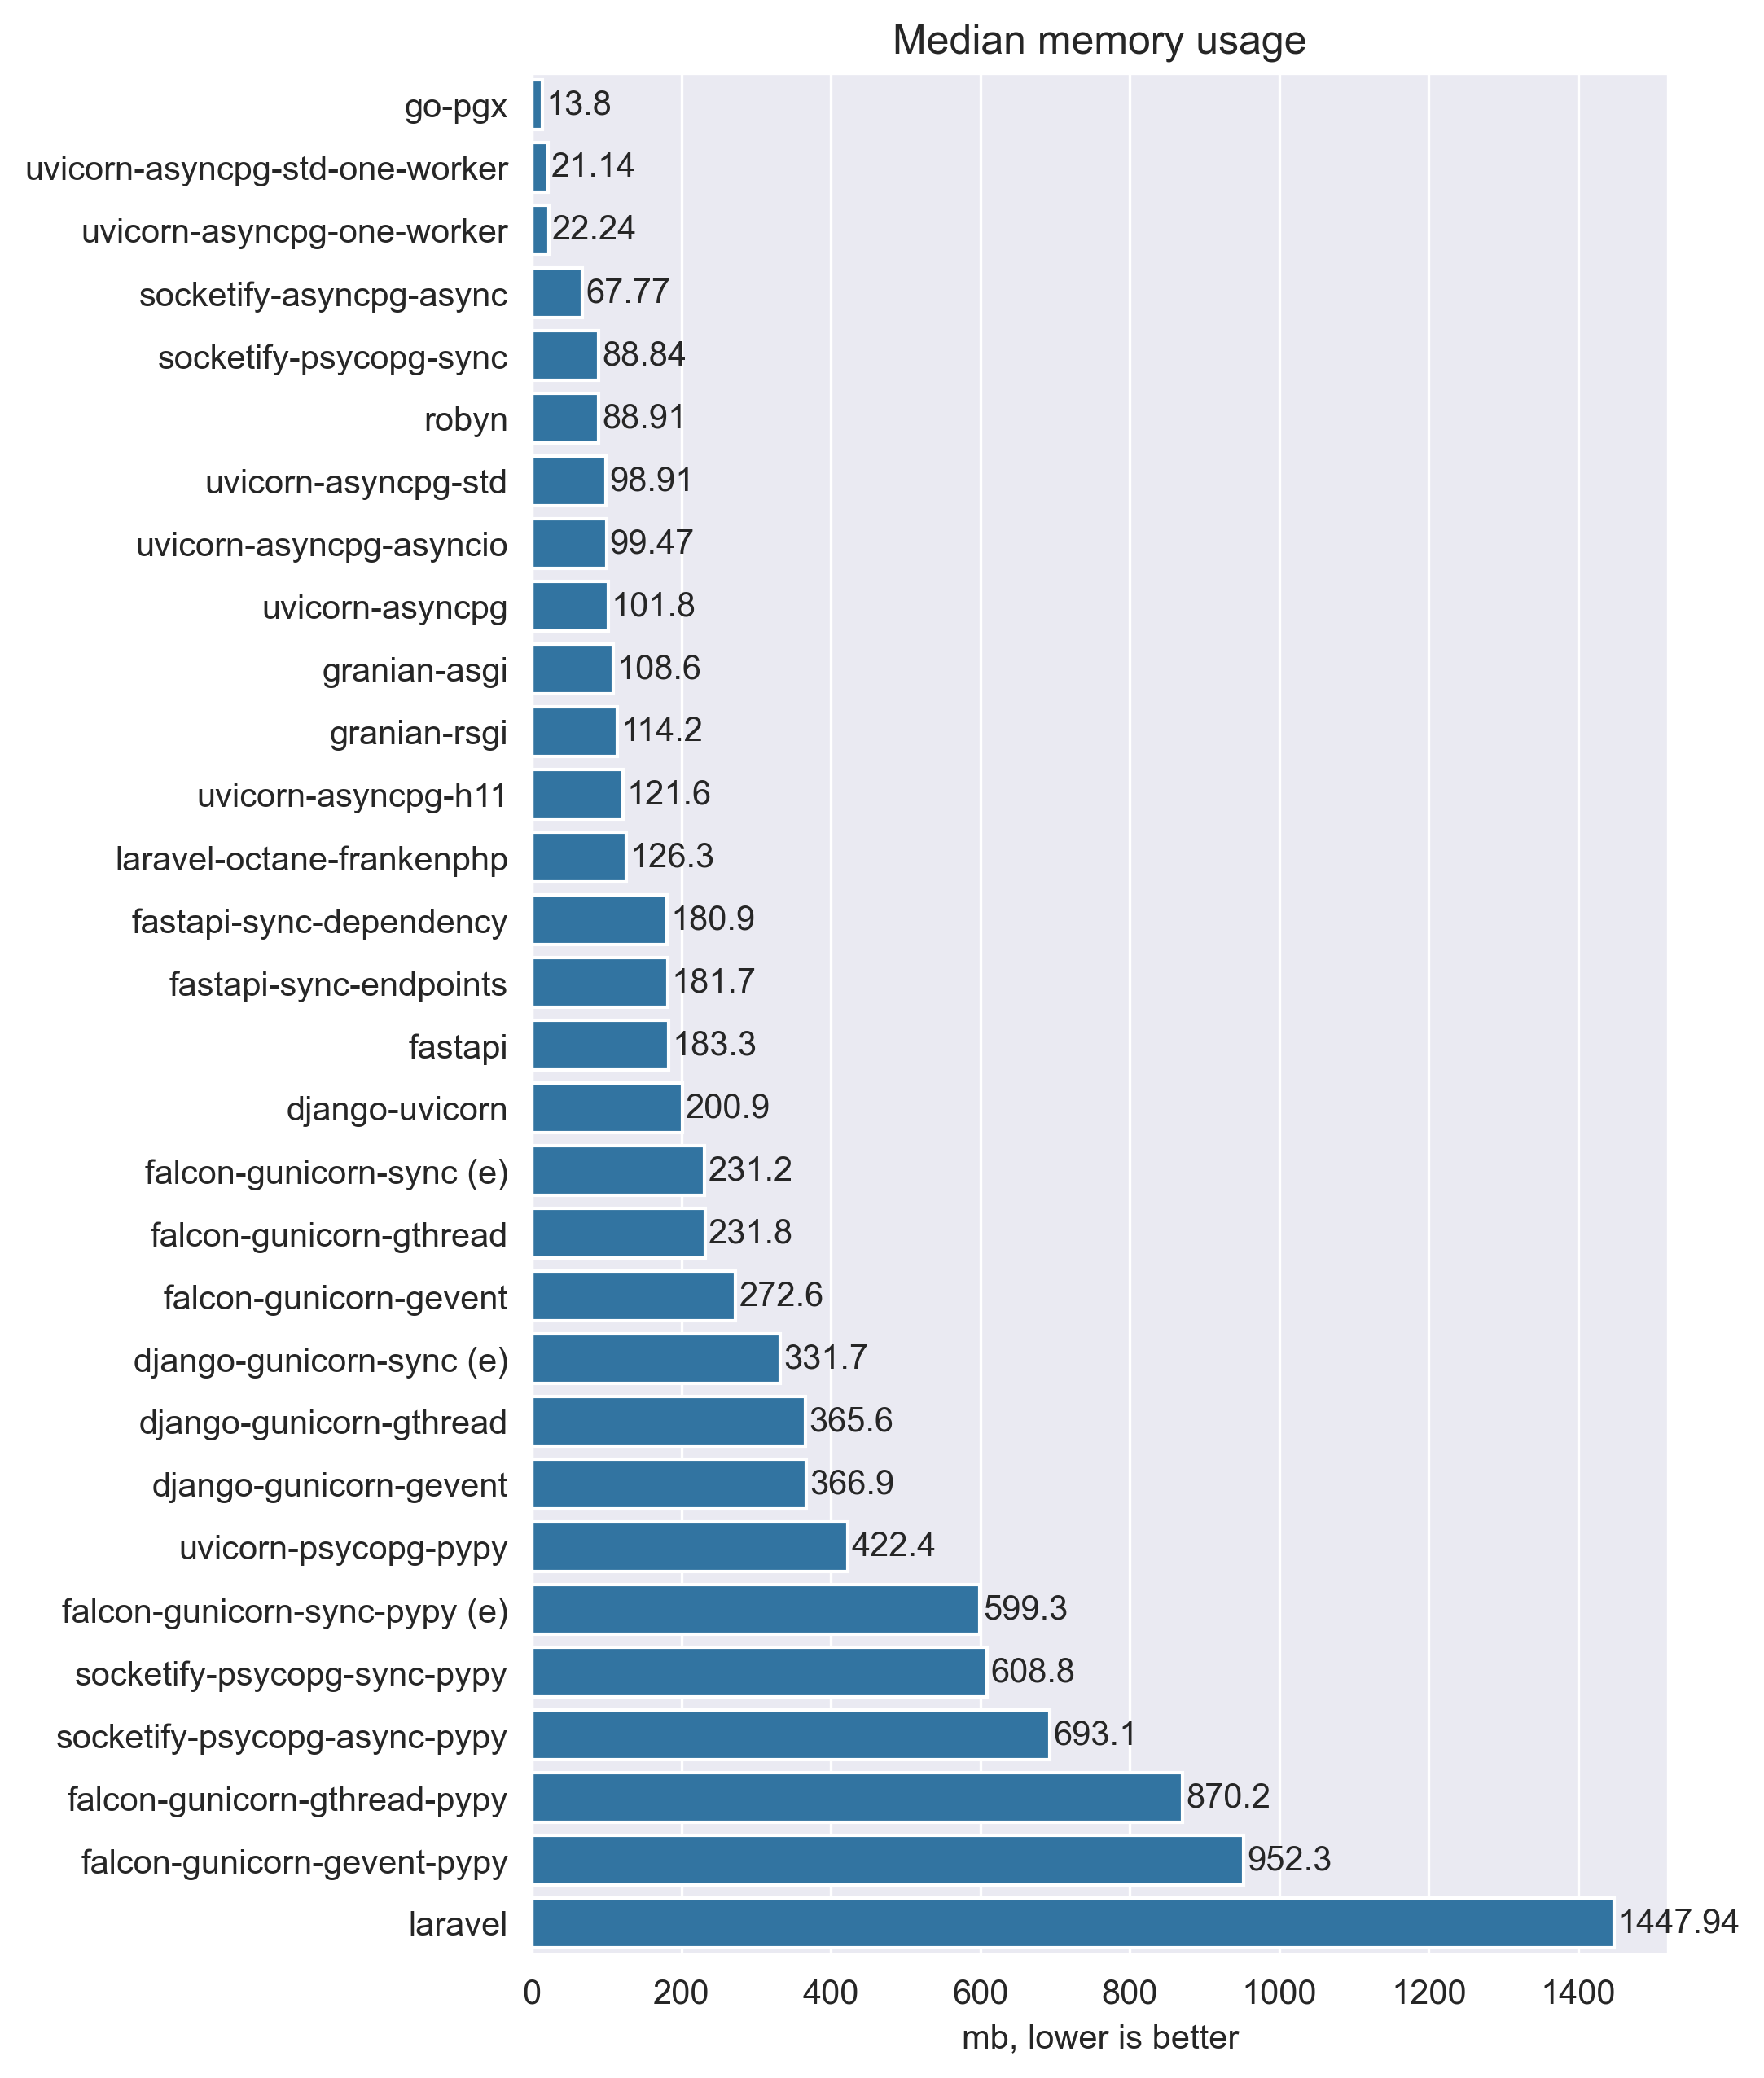 Median memory usage
go-pgx 13.8
uvicorn-asyncpg-std-one-worker 21.14
uvicorn-asyncpg-one-worker 22.24
socketify-asyncpg-async 67.77
socketify-psycopg-sync 88.84
robyn 88.91
uvicorn-asyncpg-std 98.91
uvicorn-asyncpg-asyncio 99.47
uvicorn-asyncpg 101.8
granian-asgi 108.6
granian-rsgi 114.2
uvicorn-asyncpg-h11 121.6
laravel-octane-frankenphp 126.3
fastapi-sync-dependency 180.9
fastapi-sync-endpoints 181.7
fastapi 183.3
django-uvicorn 200.9
falcon-gunicorn-sync (e) 231.2
falcon-gunicorn-gthread 231.8
falcon-gunicorn-gevent 272.6
django-gunicorn-sync (e) 331.7
django-gunicorn-gthread 365.6
django-gunicorn-gevent 366.9
uvicorn-psycopg-pypy 422.4
falcon-gunicorn-sync-pypy (e) 599.3
socketify-psycopg-sync-pypy 608.8
socketify-psycopg-async-pypy 693.1
falcon-gunicorn-gthread-pypy 870.2
falcon-gunicorn-gevent-pypy 952.3
laravel 1447.94
0 200 400 600 800 1000 1200 1400
mb, lower is better